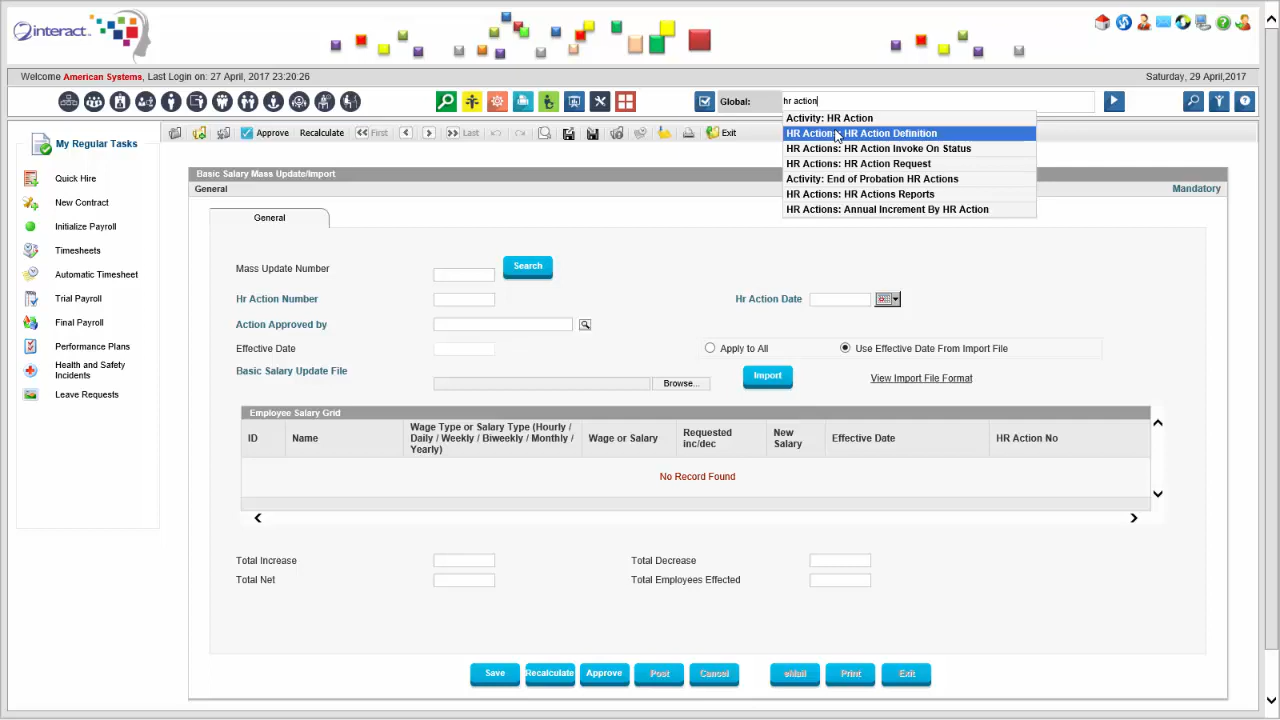 interact
Welcome American Systems, Last Login on: 27 April, 2017 23:20:26
Saturday, 29 April,2017
Global:
hr action
Activity: HR Action
HR Actions: HR Action Definition
HR Actions: HR Action Invoke On Status
HR Actions: HR Action Request
Activity: End of Probation HR Actions
HR Actions: HR Actions Reports
HR Actions: Annual Increment By HR Action
Approve
Recalculate
First
Last
Exit
My Regular Tasks
Quick Hire
New Contract
Initialize Payroll
Timesheets
Automatic Timesheet
Trial Payroll
Final Payroll
Performance Plans
Health and Safety
Incidents
Leave Requests
Basic Salary Mass Update/Import
General
Mandatory
General
Mass Update Number
Search
Hr Action Number
Hr Action Date
Action Approved by
Effective Date
Apply to All
Use Effective Date From Import File
Basic Salary Update File
Browse...
Import
View Import File Format
Employee Salary Grid
ID
Name
Wage Type or Salary Type (Hourly /
Daily / Weekly / Biweekly / Monthly /
Yearly)
Wage or Salary
Requested
inc/dec
New
Salary
Effective Date
HR Action No
No Record Found
Total Increase
Total Decrease
Total Net
Total Employees Effected
Save
Recalculate
Approve
Post
Cancel
eMail
Print
Exit